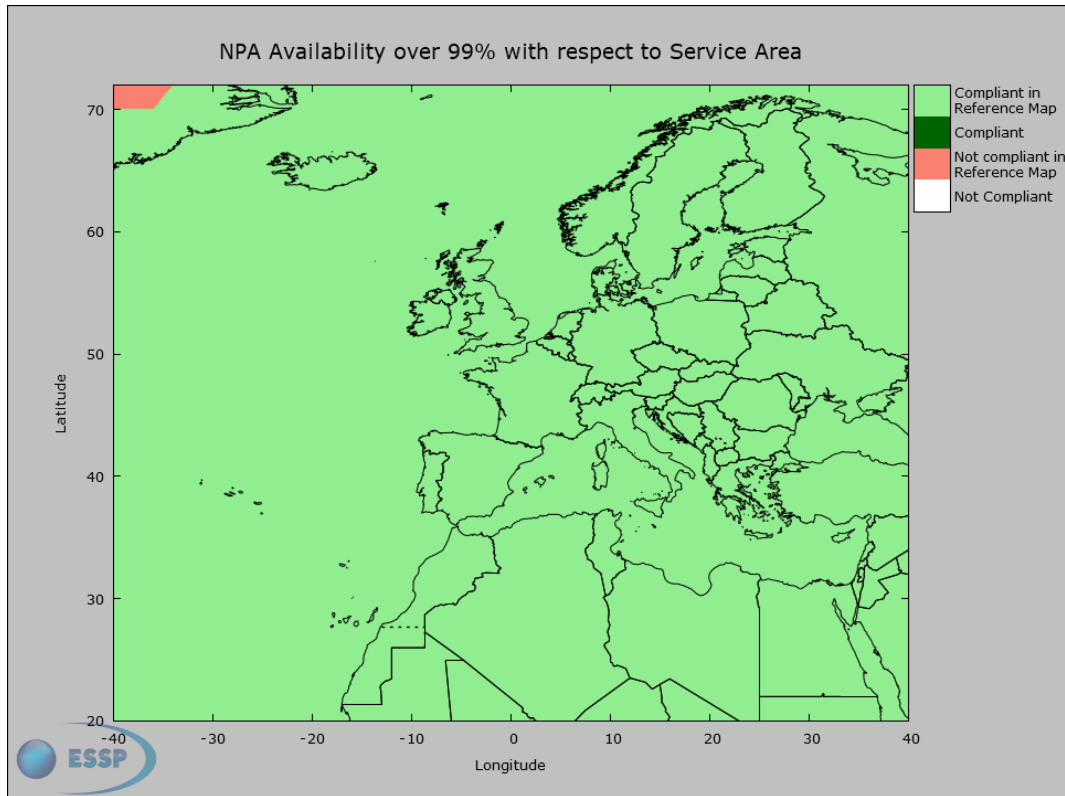 NPA Availability over 99% with respect to Service Area
Compliant in
Reference Map
Compliant
Not compliant in
Reference Map
Not Compliant
70
60
50
40
30
20
Latitude
-40
-30
-20
-10
0
10
20
30
40
Longitude
ESSP